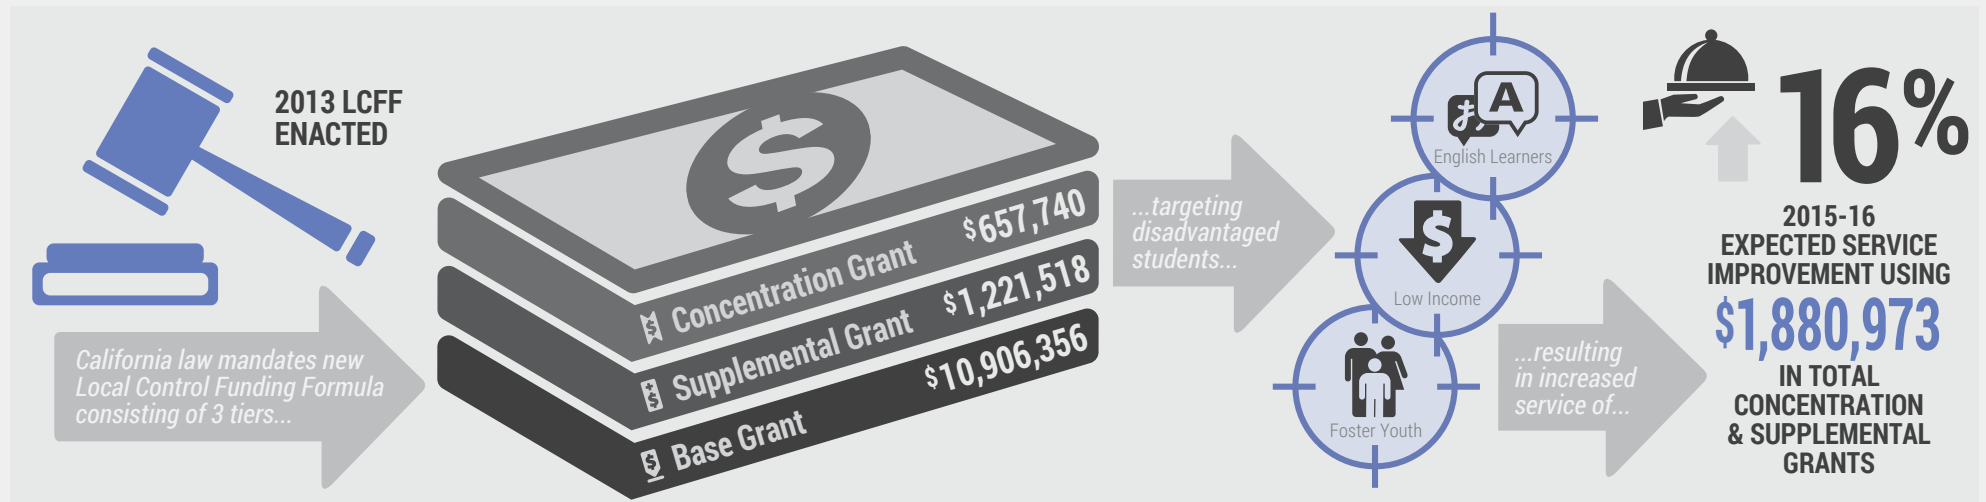 2013 LCFF
ENACTED
California law mandates new
Local Control Funding Formula
consisting of 3 tiers...
$
Concentration Grant $657,740
Supplemental Grant $1,221,518
Base Grant $10,906,356
...targeting
disadvantaged
students...
あ A
English Learners
$
Low Income
Foster Youth
...resulting
in increased
service of...
16%
2015-16
EXPECTED SERVICE
IMPROVEMENT USING
$1,880,973
IN TOTAL
CONCENTRATION
& SUPPLEMENTAL
GRANTS